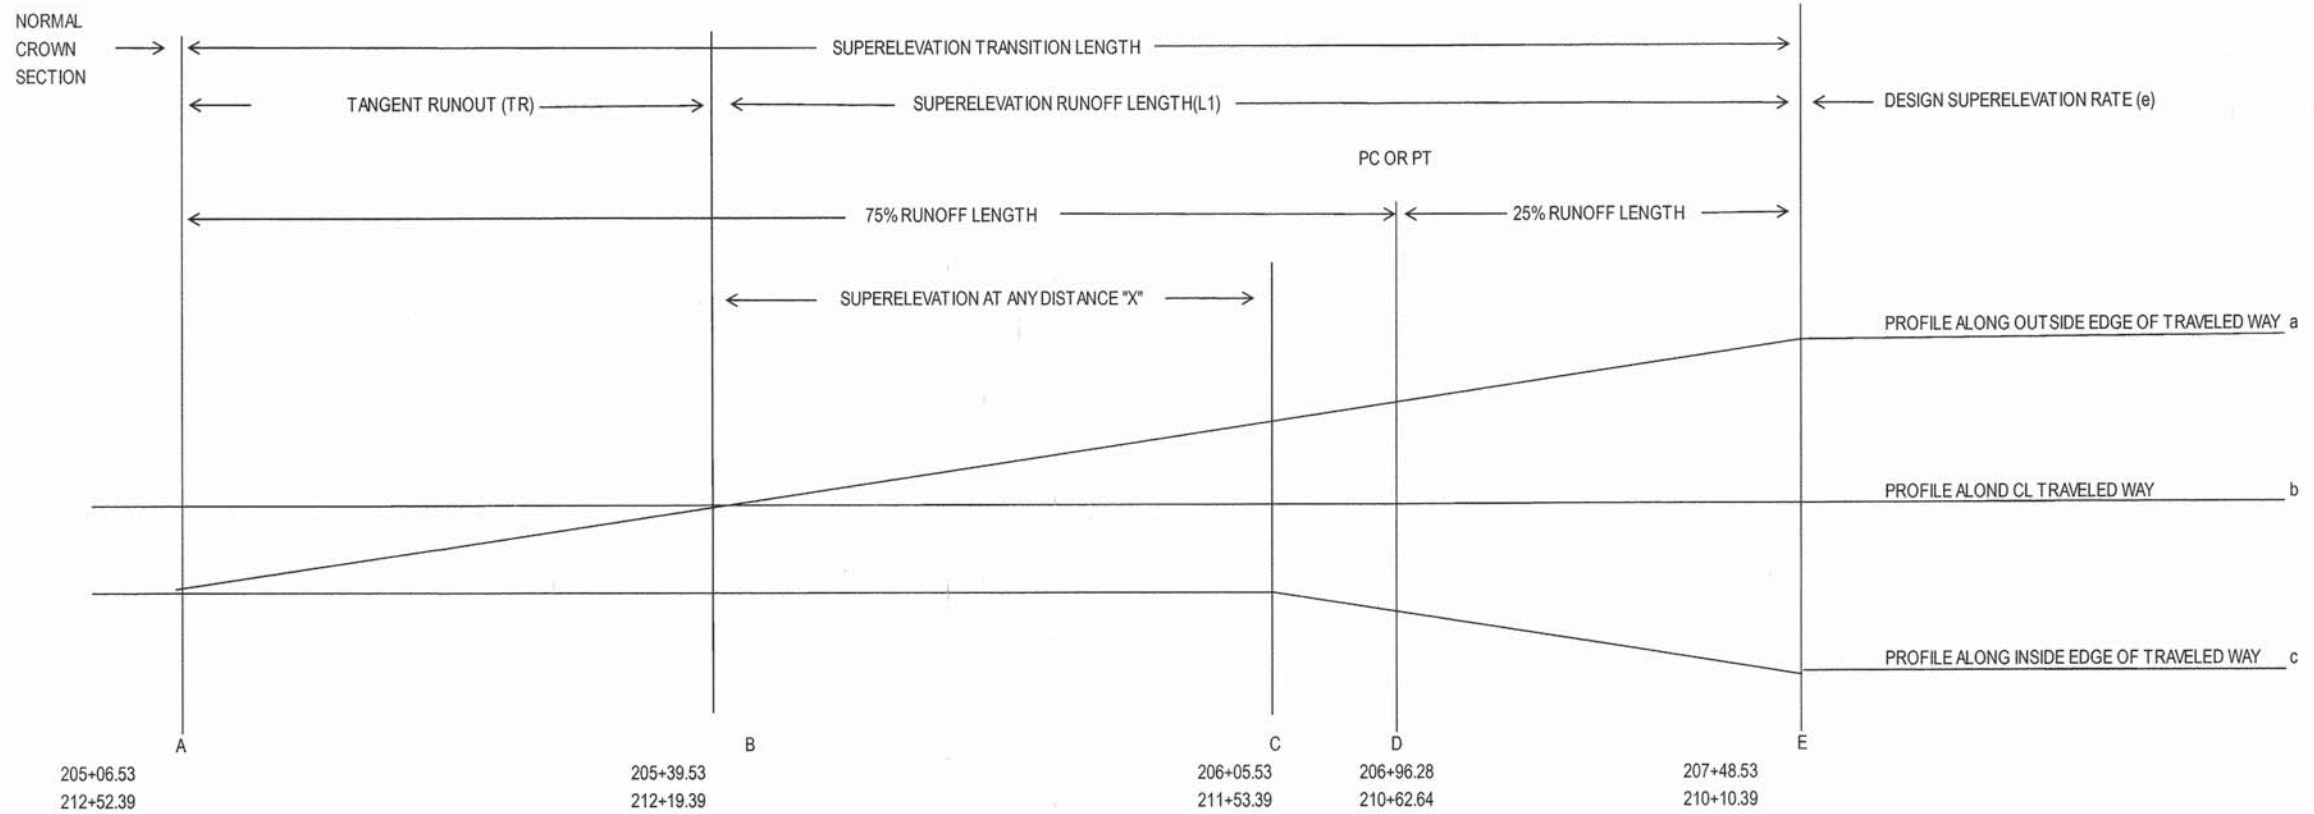 NORMAL
CROWN
SECTION
SUPERELEVATION TRANSITION LENGTH
TANGENT RUNOUT (TR)
SUPERELEVATION RUNOFF LENGTH(L1)
DESIGN SUPERELEVATION RATE (e)
PC OR PT
75% RUNOFF LENGTH
25% RUNOFF LENGTH
SUPERELEVATION AT ANY DISTANCE "X"
PROFILE ALONG OUTSIDE EDGE OF TRAVELED WAY a
PROFILE ALOND CL TRAVELED WAY b
PROFILE ALONG INSIDE EDGE OF TRAVELED WAY c
A B C D E
205+06.53 205+39.53 206+05.53 206+96.28 207+48.53
212+52.39 212+19.39 211+53.39 210+62.64 210+10.39